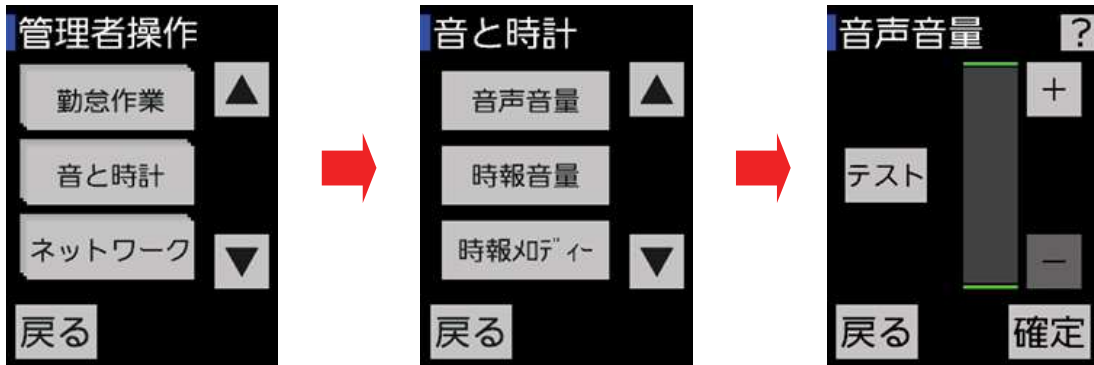 管理者操作
勤怠作業
▲
音と時計
ネットワーク
▼
戻る
音と時計
音声音量
▲
時報音量
時報ﾒﾛﾃﾞｨｰ
▼
戻る
音声音量 ?
+
テスト
-
戻る 確定